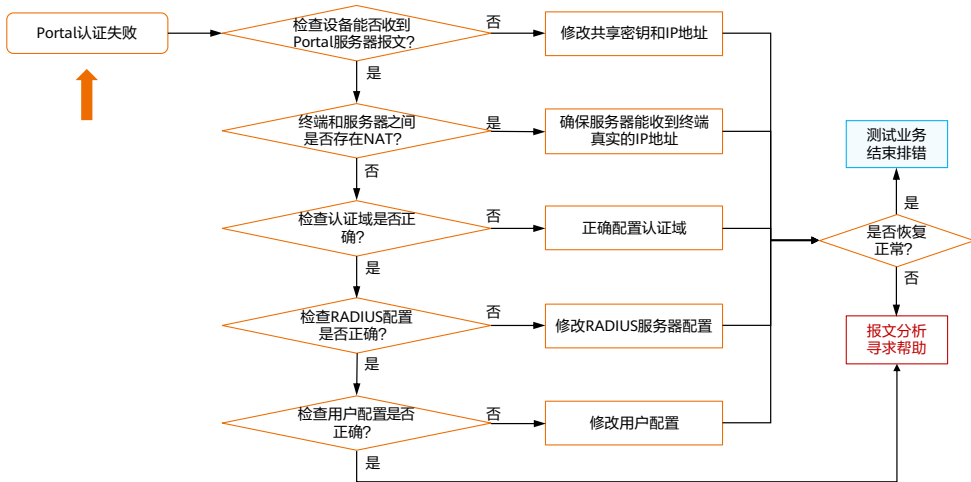 Portal认证失败
检查设备能否收到
Portal服务器报文?
否
修改共享密钥和IP地址
是
终端和服务器之间
是否存在NAT?
是
确保服务器能收到终端
真实的IP地址
否
检查认证域是否正
确?
否
正确配置认证域
是
检查RADIUS配置
是否正确?
否
修改RADIUS服务器配置
是
检查用户配置是否
正确?
否
修改用户配置
是
测试业务
结束排错
是
是否恢复
正常?
否
报文分析
寻求帮助